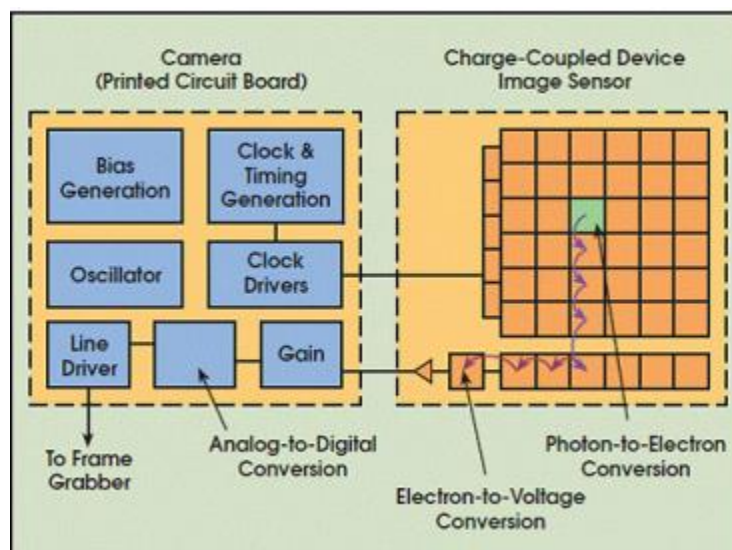 Camera
(Printed Circuit Board)
Charge-Coupled Device
Image Sensor
Bias
Generation
Clock &
Timing
Generation
Oscillator
Clock
Drivers
Line
Driver
Gain
To Frame
Grabber
Analog-to-Digital
Conversion
Electron-to-Voltage
Conversion
Photon-to-Electron
Conversion